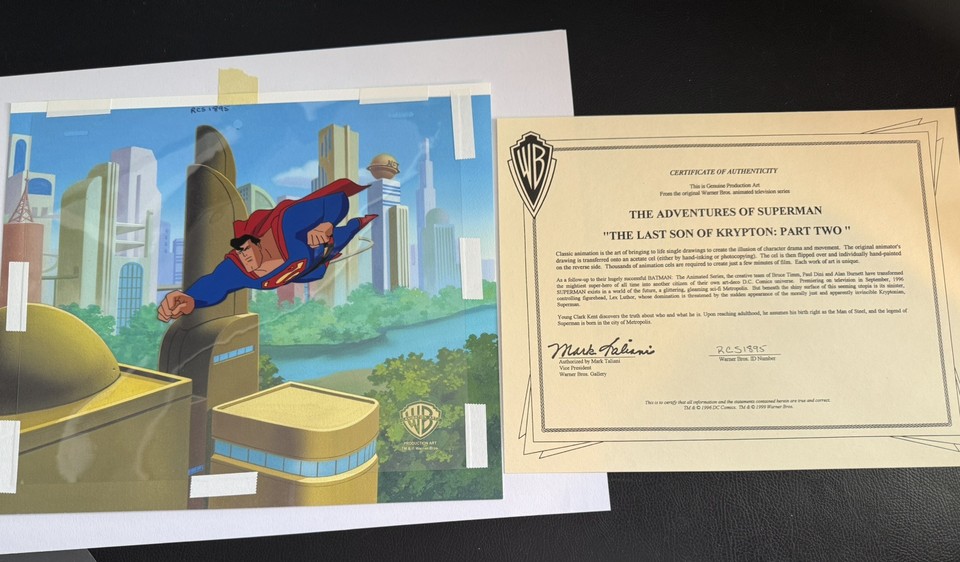 RCS1895
WB
PRODUCTION ART
WB
CERTIFICATE OF AUTHENTICITY
This is Genuine Production Art
From the original Warner Bros. animated television series
THE ADVENTURES OF SUPERMAN
"THE LAST SON OF KRYPTON: PART TWO "
Classic animation is the art of bringing to life single drawings to create the illusion of character drama and movement. The original animator's
drawing is transferred onto an acetate cel (either by hand-inking or photocopying). The cel is then flipped over and individually hand-painted
on the reverse side. Thousands of animation cels are required to create just a few minutes of film. Each work of art is unique.
As a follow-up to their hugely successful BATMAN: The Animated Series, the creative team of Bruce Timm, Paul Dini and Alan Burnett have transformed
the mightiest super-hero of all time into another citizen of their own art-deco D.C. Comics universe. Premiering on television in September, 1996
SUPERMAN exists in a world of the future, a glittering, gleaming sci-fi Metropolis. But beneath the shiny surface of this seeming utopia is its sinister,
controlling figurehead, Lex Luthor, whose domination is threatened by the sudden appearance of the morally just and apparently invincible Kryptonian,
Superman.
Young Clark Kent discovers the truth about who and what he is. Upon reaching adulthood, he assumes his birth right as the Man of Steel, and the legend of
Superman is born in the city of Metropolis.
Mark Taliani
Authorized by Mark Taliani
Vice President
Warner Bros. Gallery
RCS1895
Warner Bros. ID Number
This is to certify that all information and the statements contained herein are true and correct.
TM & © 1996 DC Comics. TM & © 1999 Warner Bros.